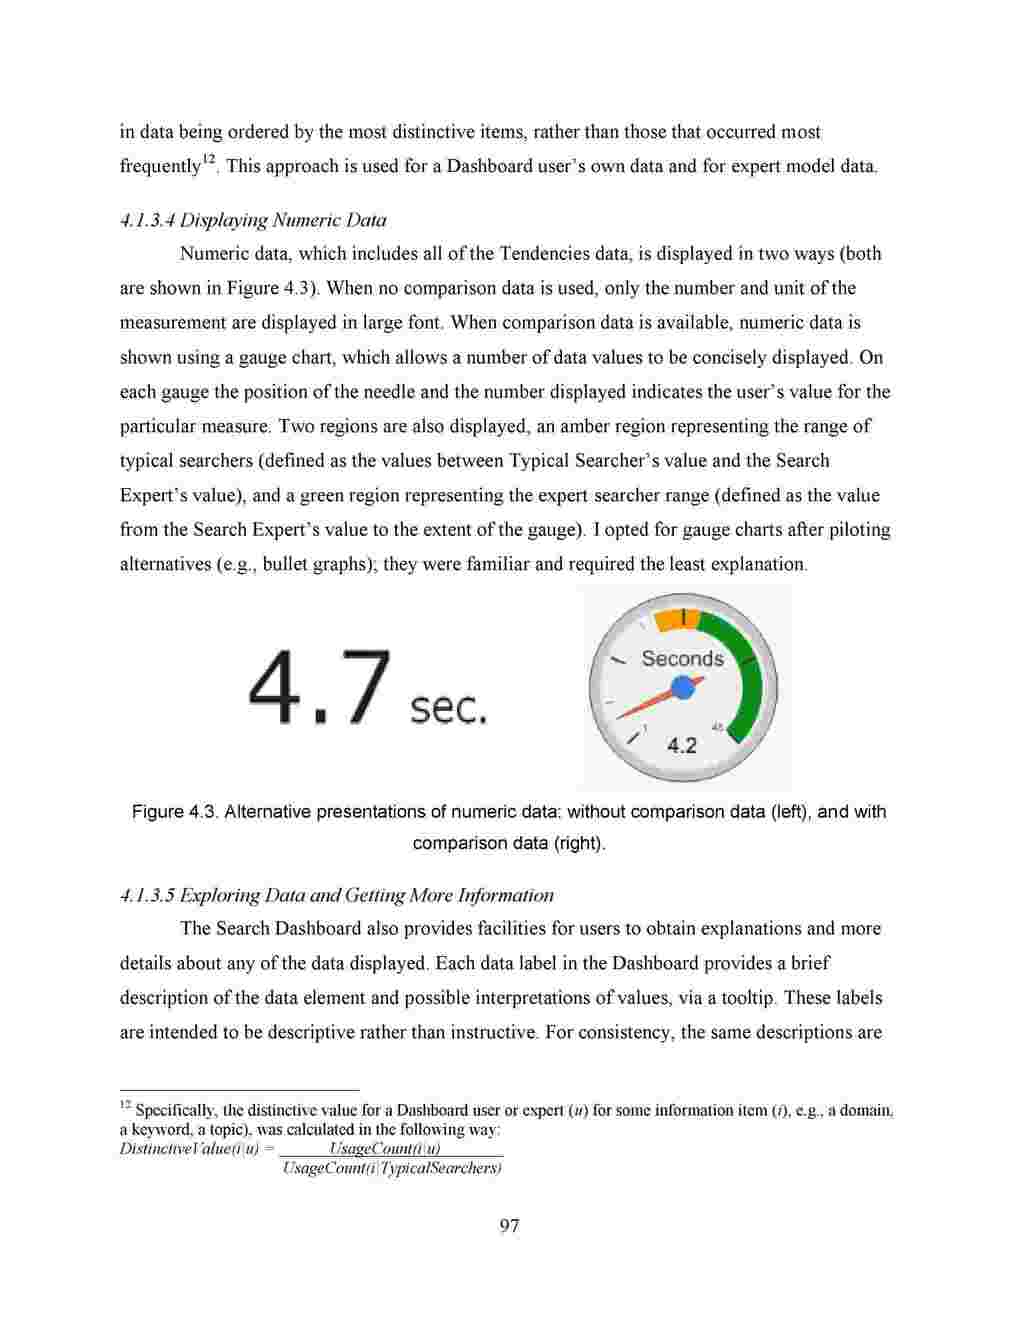 in data being ordered by the most distinctive items, rather than those that occurred most
frequently12. This approach is used for a Dashboard user's own data and for expert model data.
4.1.3.4 Displaying Numeric Data
Numeric data, which includes all of the Tendencies data, is displayed in two ways (both
are shown in Figure 4.3). When no comparison data is used, only the number and unit of the
measurement are displayed in large font. When comparison data is available, numeric data is
shown using a gauge chart, which allows a number of data values to be concisely displayed. On
each gauge the position of the needle and the number displayed indicates the user's value for the
particular measure. Two regions are also displayed, an amber region representing the range of
typical searchers (defined as the values between Typical Searcher's value and the Search
Expert's value), and a green region representing the expert searcher range (defined as the value
from the Search Expert's value to the extent of the gauge). I opted for gauge charts after piloting
alternatives (e.g., bullet graphs); they were familiar and required the least explanation.
4.7 sec.
Seconds
1
4.2
Figure 4.3. Alternative presentations of numeric data: without comparison data (left), and with
comparison data (right).
4.1.3.5 Exploring Data and Getting More Information
The Search Dashboard also provides facilities for users to obtain explanations and more
details about any of the data displayed. Each data label in the Dashboard provides a brief
description of the data element and possible interpretations of values, via a tooltip. These labels
are intended to be descriptive rather than instructive. For consistency, the same descriptions are
12 Specifically, the distinctive value for a Dashboard user or expert (u) for some information item (i), e.g., a domain,
a keyword, a topic), was calculated in the following way:
DistinctiveValue(i|u) = UsageCount(i|u)
UsageCount(i|TypicalSearchers)
97